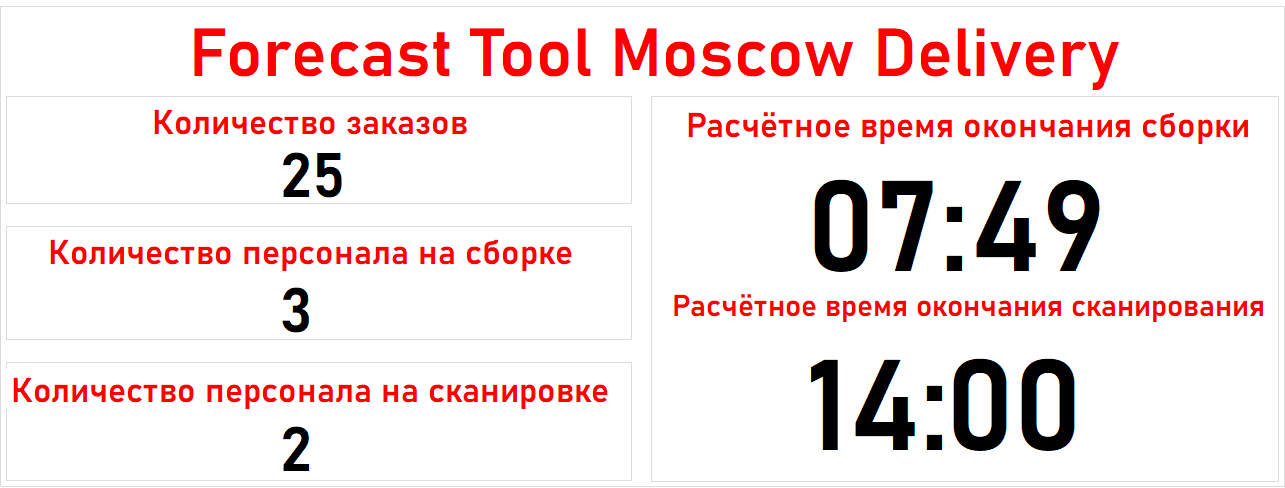 Forecast Tool Moscow Delivery
Количество заказов
25
Количество персонала на сборке
3
Количество персонала на сканировке
2
Расчётное время окончания сборки
07:49
Расчётное время окончания сканирования
14:00